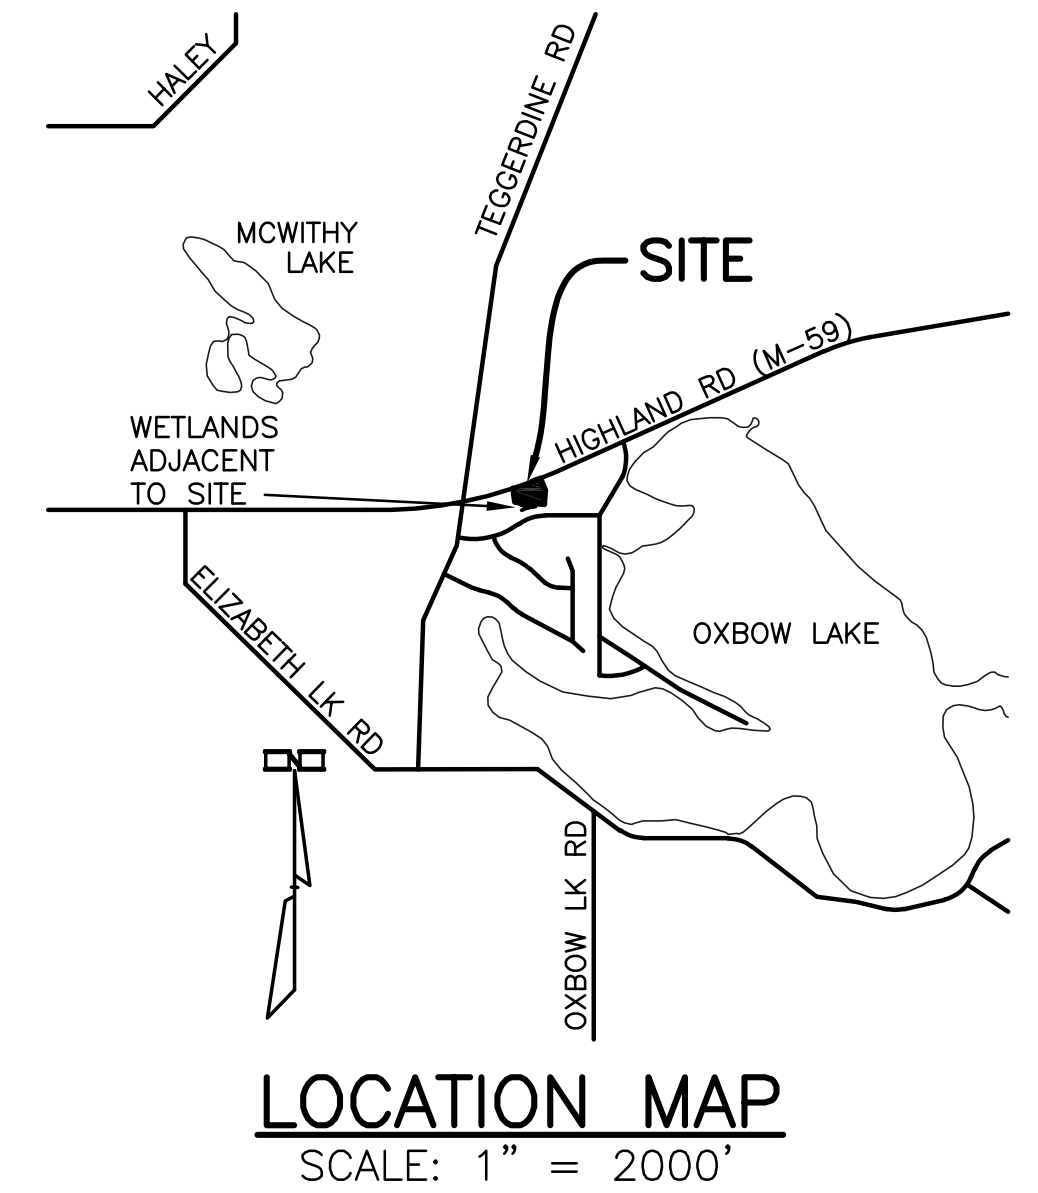 HALEY
TEGGERDINE RD
MCWITHY
LAKE
SITE
HIGHLAND RD (M-59)
WETLANDS
ADJACENT
TO SITE
ELIZABETH LK RD
OXBOW LAKE
OXBOW LK RD
LOCATION MAP
SCALE: 1" = 2000'